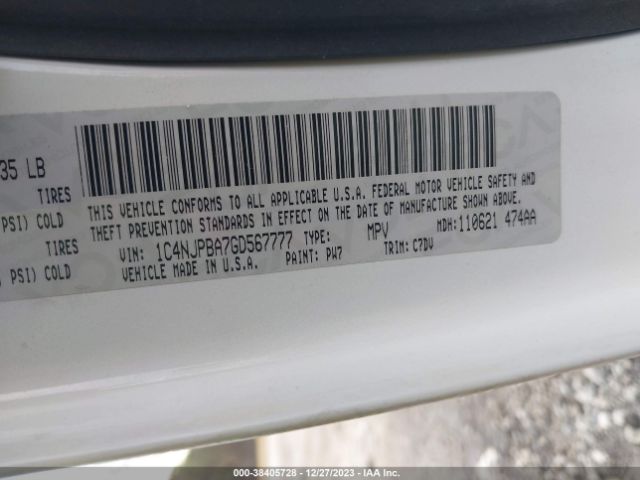 35 LB
TIRES
PSI) COLD
TIRES
PSI) COLD
THIS VEHICLE CONFORMS TO ALL APPLICABLE U.S.A. FEDERAL MOTOR VEHICLE SAFETY AND
THEFT PREVENTION STANDARDS IN EFFECT ON THE DATE OF MANUFACTURE SHOWN ABOVE.
VIN: 1C4NJPBA7GD567777 TYPE: MPV MDH: 110621 474AA
VEHICLE MADE IN U.S.A. PAINT: PW7 TRIM: C7DV
000-38405728 - 12/27/2023 - IAA Inc.